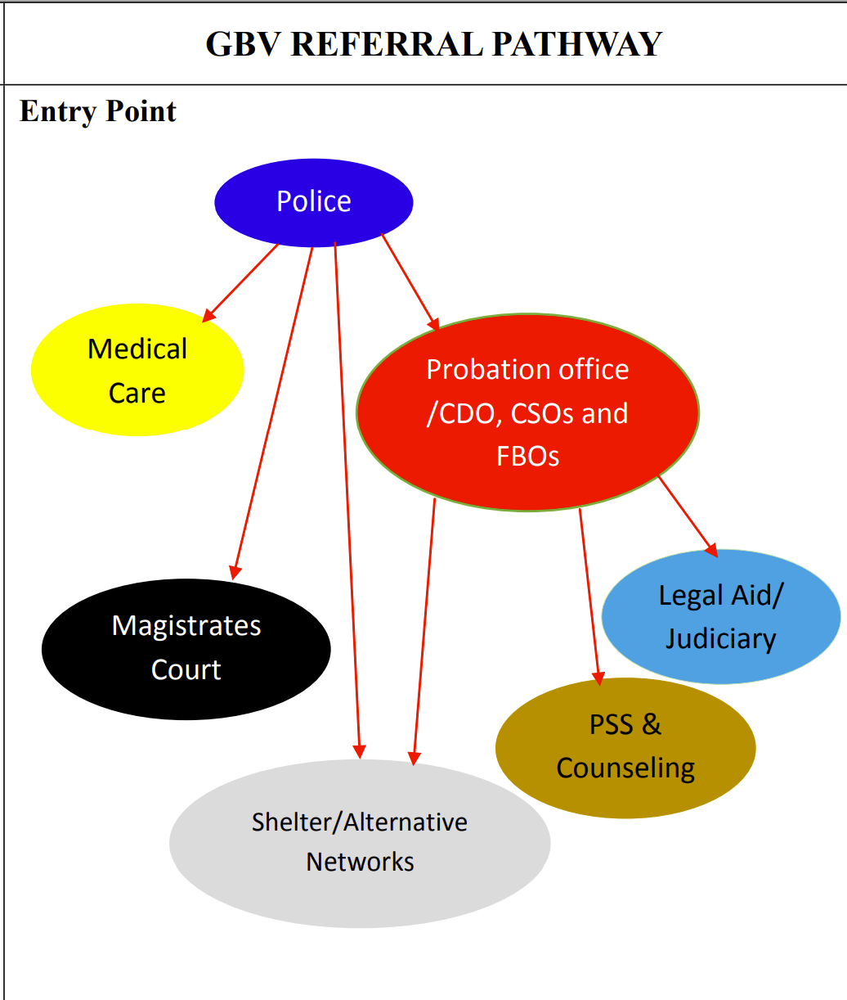 GBV REFERRAL PATHWAY
Entry Point
Police
Medical
Care
Probation office
/CDO, CSOs and
FBOs
Magistrates
Court
Legal Aid/
Judiciary
PSS &
Counseling
Shelter/Alternative
Networks